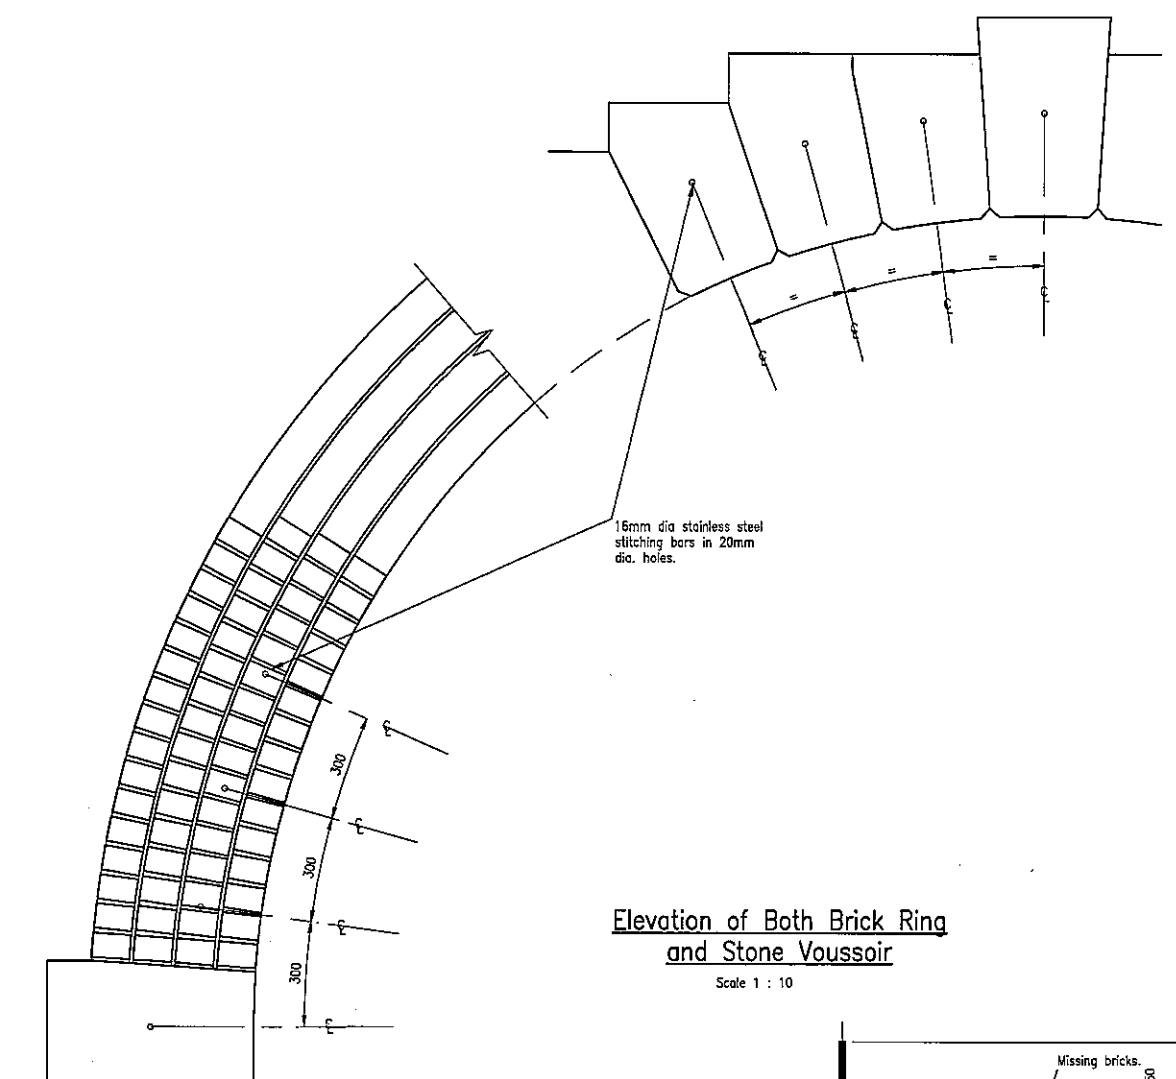 =
=
=
℄
℄
℄
℄
16mm dia stainless steel
stitching bars in 20mm
dia. holes.
℄
300
℄
300
℄
300
℄
Elevation of Both Brick Ring
and Stone Voussoir
Scale 1 : 10
Missing bricks.